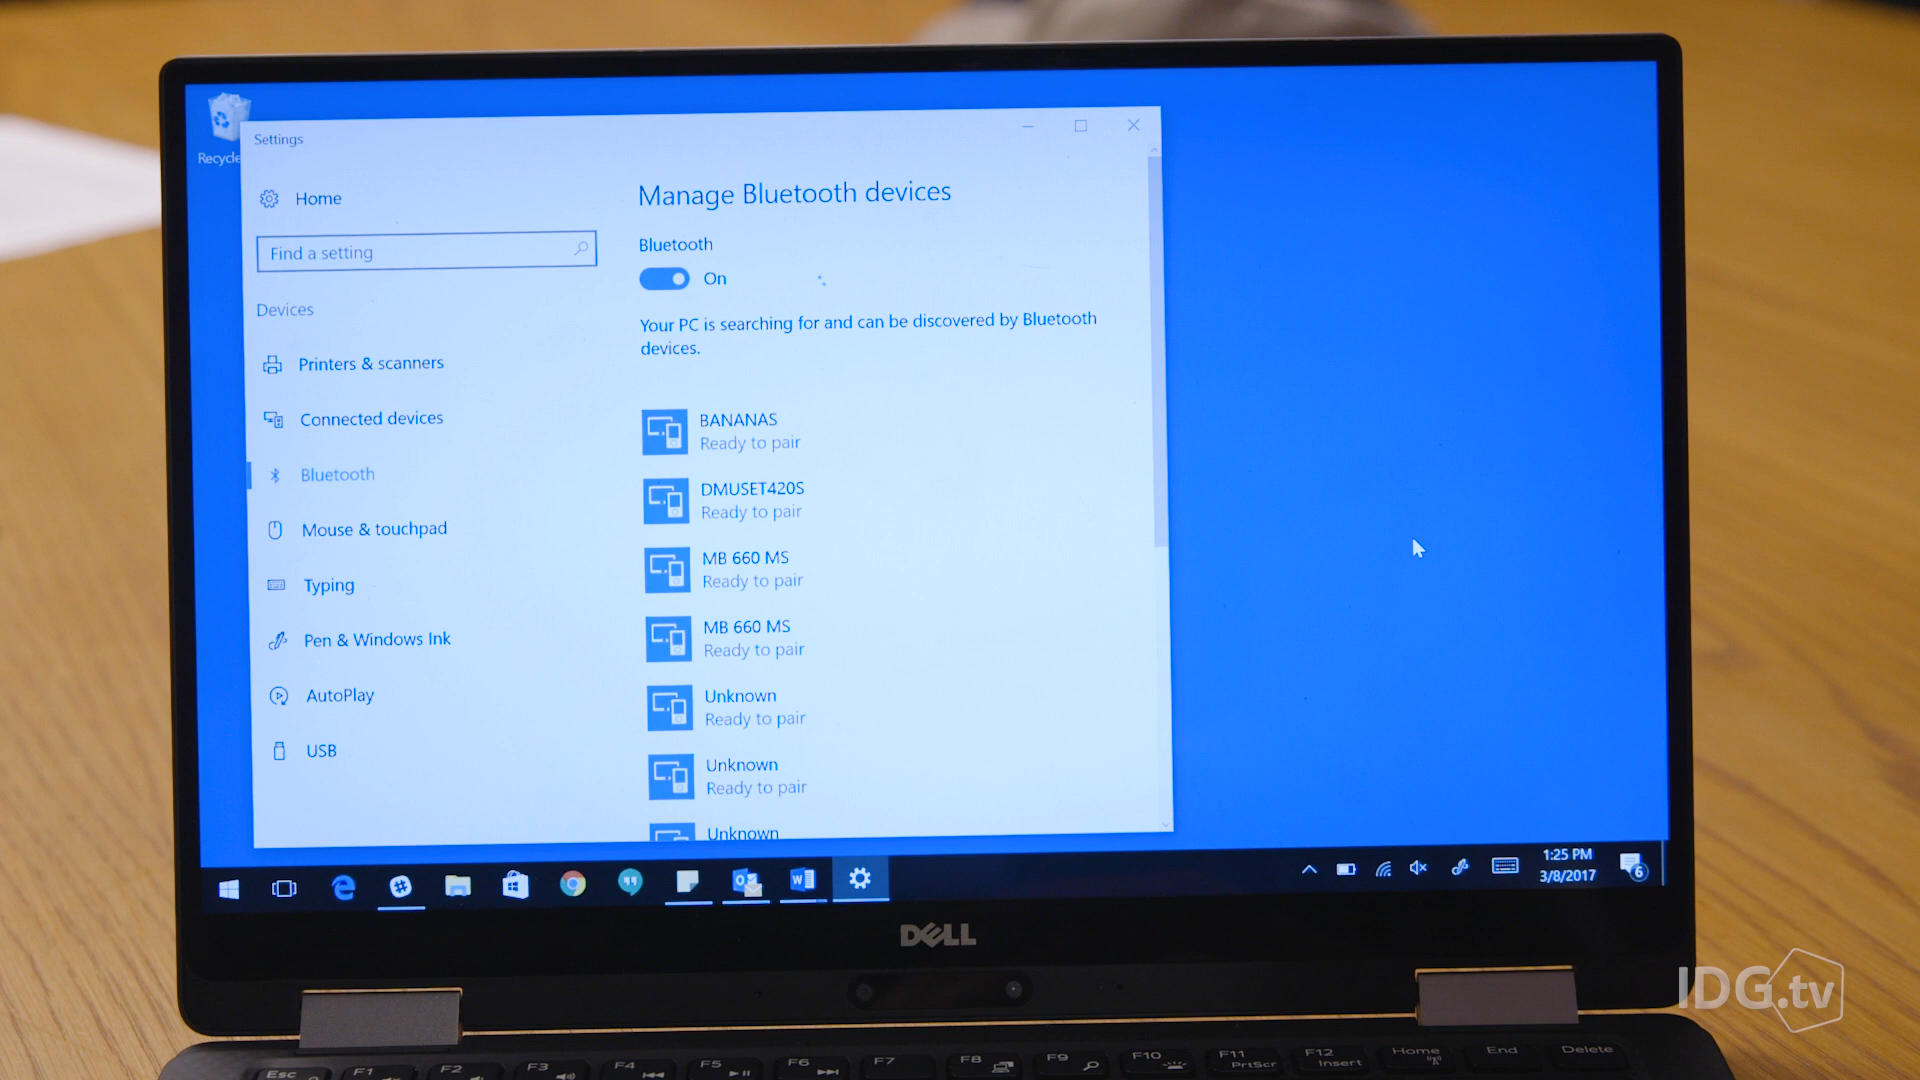 Recycle
Settings
Home
Find a setting
Devices
Printers & scanners
Connected devices
Bluetooth
Mouse & touchpad
Typing
Pen & Windows Ink
AutoPlay
USB
Manage Bluetooth devices
Bluetooth
On
Your PC is searching for and can be discovered by Bluetooth
devices.
BANANAS
Ready to pair
DMUSET420S
Ready to pair
MB 660 MS
Ready to pair
MB 660 MS
Ready to pair
Unknown
Ready to pair
Unknown
Ready to pair
Unknown
1:25 PM
3/8/2017
6
DELL
IDG.tv
Esc F1 F2 F3 F4 F5 F6 F7 F8 F9 F10 F11 PrtScr F12 Insert Home End Delete